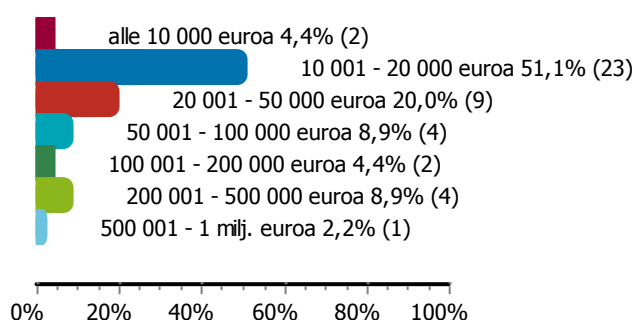 alle 10 000 euroa 4,4% (2)
10 001 - 20 000 euroa 51,1% (23)
20 001 - 50 000 euroa 20,0% (9)
50 001 - 100 000 euroa 8,9% (4)
100 001 - 200 000 euroa 4,4% (2)
200 001 - 500 000 euroa 8,9% (4)
500 001 - 1 milj. euroa 2,2% (1)
0% 20% 40% 60% 80% 100%